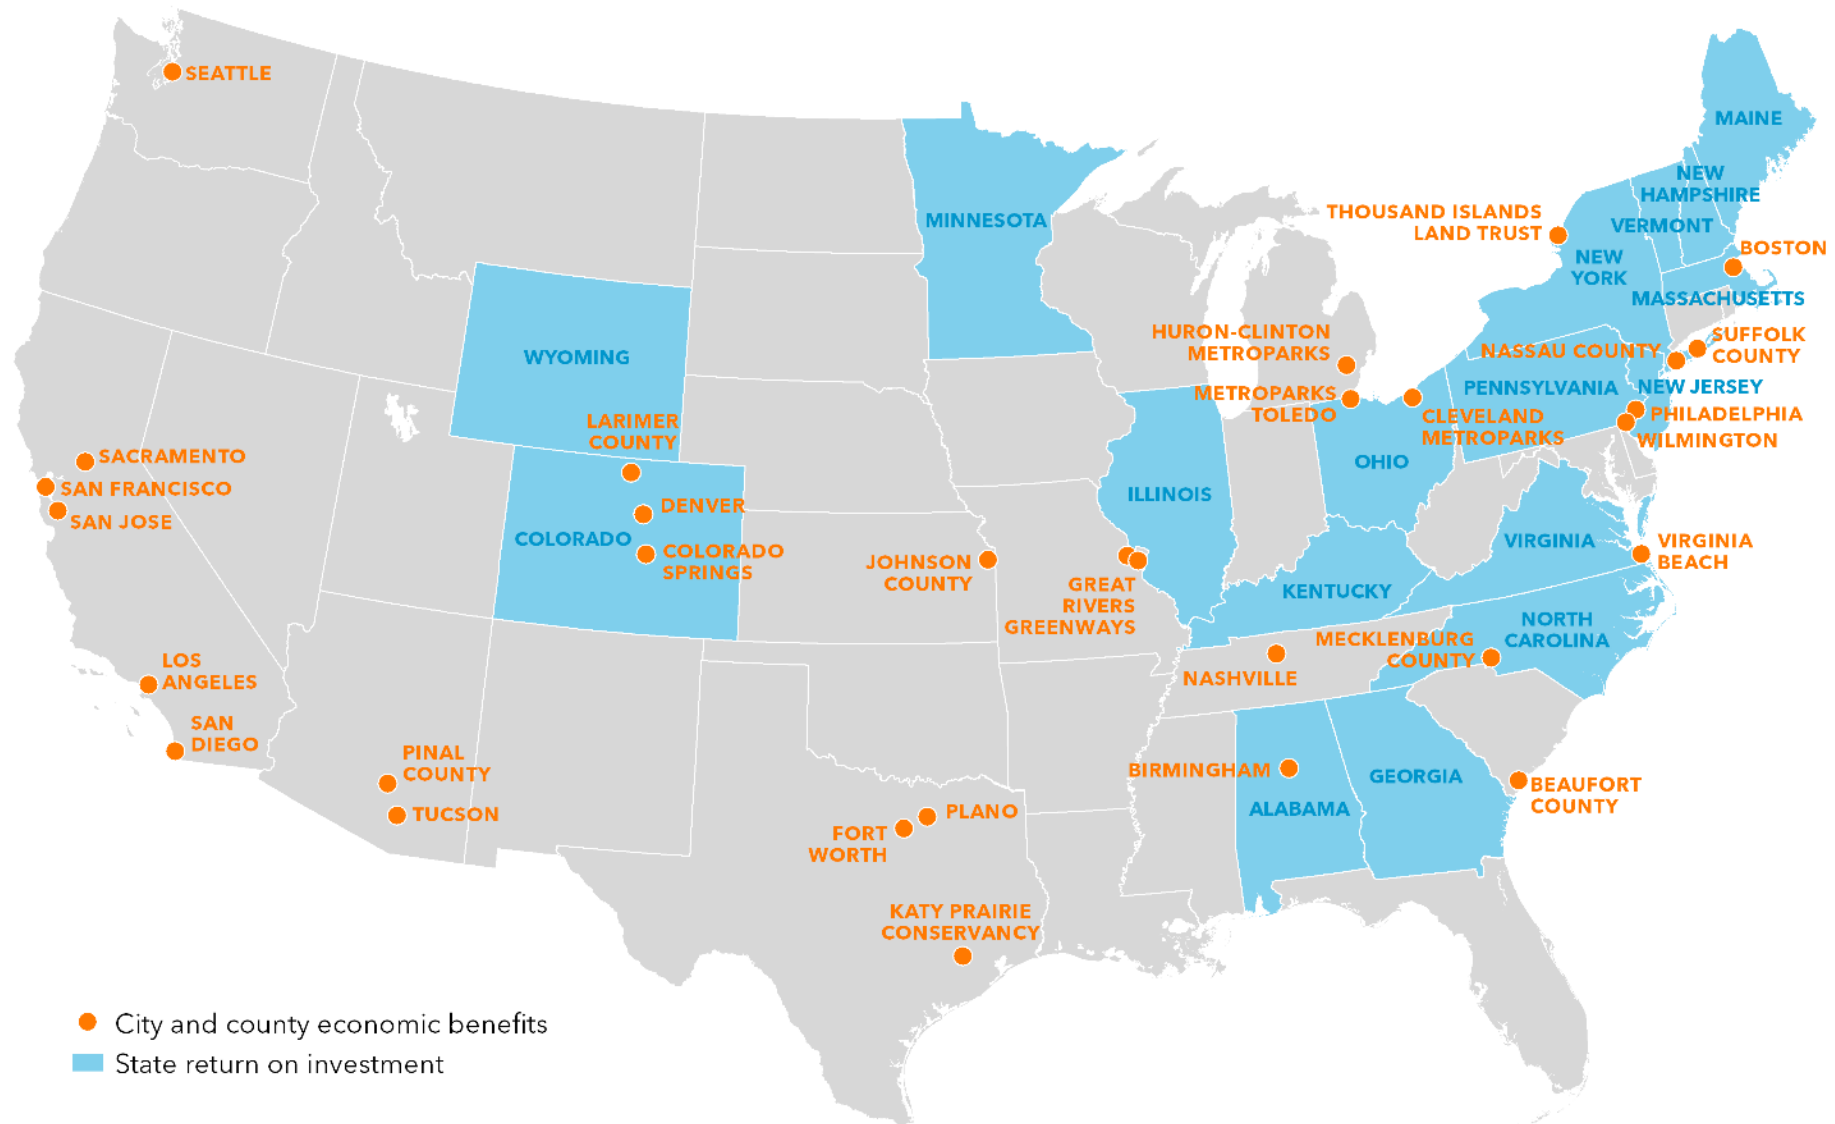 SEATTLE
MAINE
NEW
HAMPSHIRE
MINNESOTA
THOUSAND ISLANDS
LAND TRUST
VERMONT
BOSTON
NEW
YORK
MASSACHUSETTS
HURON-CLINTON
METROPARKS
SUFFOLK
COUNTY
NASSAU COUNTY
WYOMING
METROPARKS
TOLEDO
PENNSYLVANIA
NEW JERSEY
CLEVELAND
METROPARKS
PHILADELPHIA
WILMINGTON
LARIMER
COUNTY
SACRAMENTO
OHIO
SAN FRANCISCO
SAN JOSE
ILLINOIS
DENVER
COLORADO
COLORADO
SPRINGS
VIRGINIA
VIRGINIA
BEACH
JOHNSON
COUNTY
GREAT
RIVERS
GREENWAYS
KENTUCKY
NORTH
CAROLINA
MECKLENBURG
COUNTY
NASHVILLE
LOS
ANGELES
SAN
DIEGO
PINAL
COUNTY
TUCSON
BIRMINGHAM
GEORGIA
ALABAMA
BEAUFORT
COUNTY
PLANO
FORT
WORTH
KATY PRAIRIE
CONSERVANCY
City and county economic benefits
State return on investment